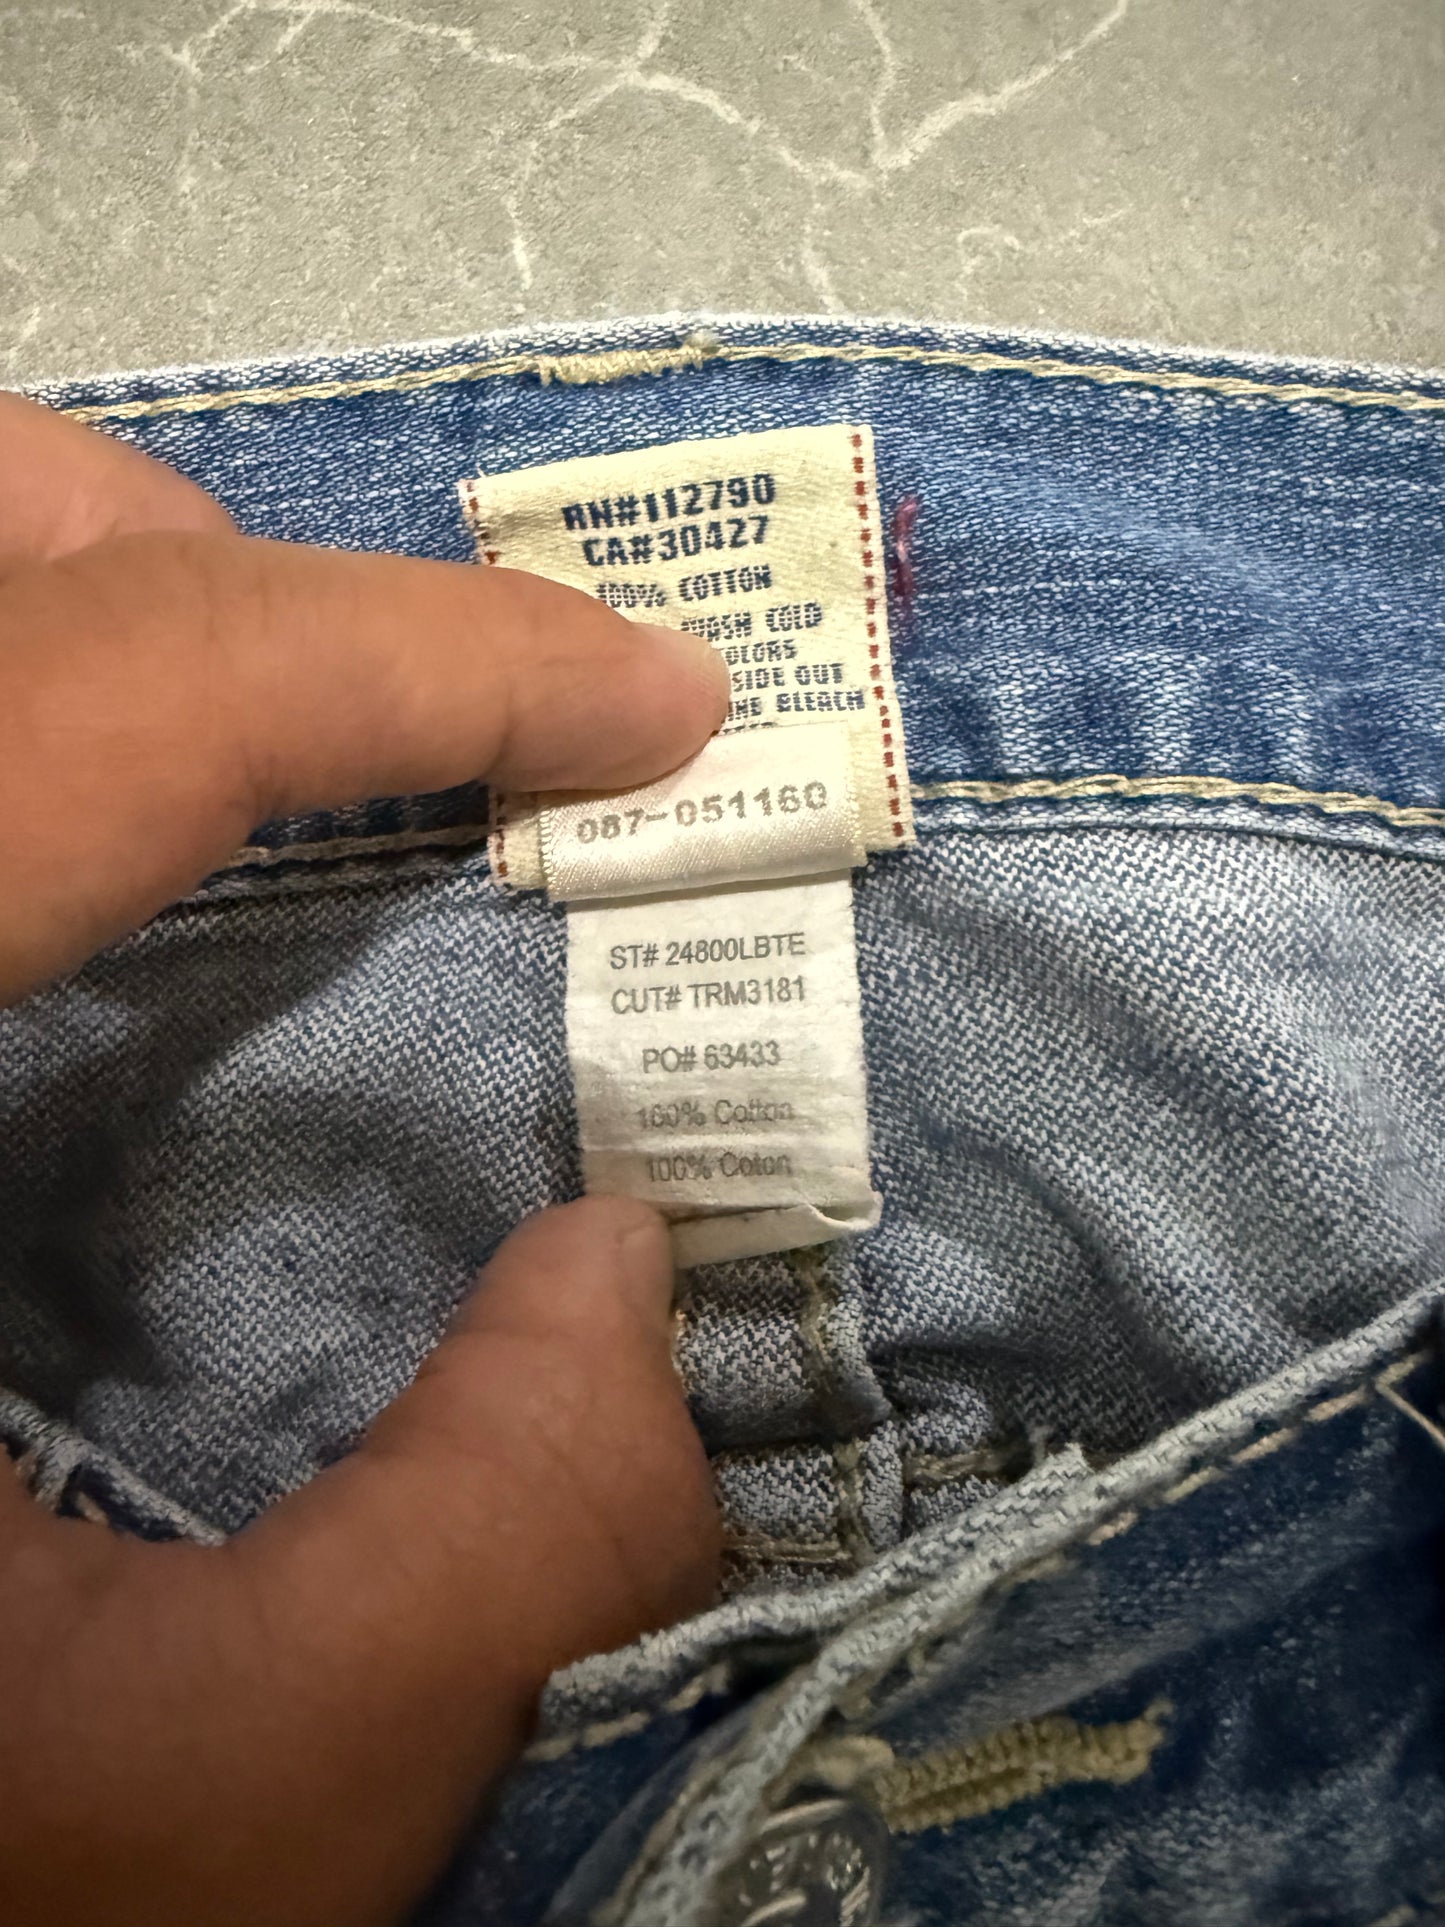 RN#112790
CA#30427
100% COTTON
WASH COLD
COLORS
SIDE OUT
BLEACH
087-051160
ST# 24800LBTE
CUT# TRM3181
PO# 63433
100% Cotton
100% Coton